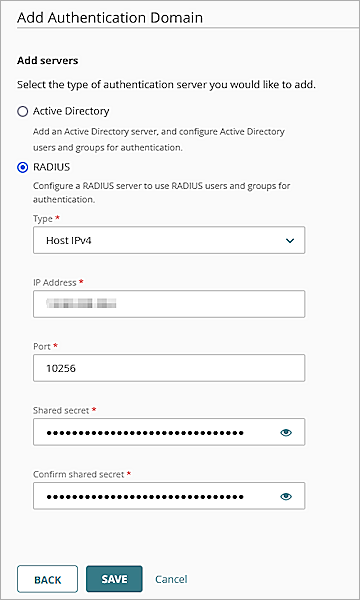 Add Authentication Domain
Add servers
Select the type of authentication server you would like to add.
Active Directory
Add an Active Directory server, and configure Active Directory
users and groups for authentication.
RADIUS
Configure a RADIUS server to use RADIUS users and groups for
authentication.
Type *
Host IPv4
IP Address *
Port *
10256
Shared secret *
•••••••••••••••••••••••••••••••
Confirm shared secret *
•••••••••••••••••••••••••••••••
BACK
SAVE
Cancel